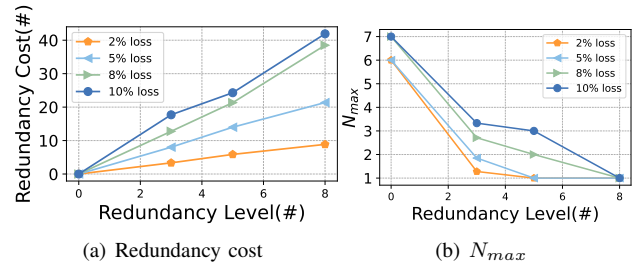 Redundancy Cost(#)
40
30
20
10
0
2% loss
5% loss
8% loss
10% loss
0 2 4 6 8
Redundancy Level(#)
(a) Redundancy cost
N_max
7
6
5
4
3
2
1
2% loss
5% loss
8% loss
10% loss
0 2 4 6 8
Redundancy Level(#)
(b) N_max